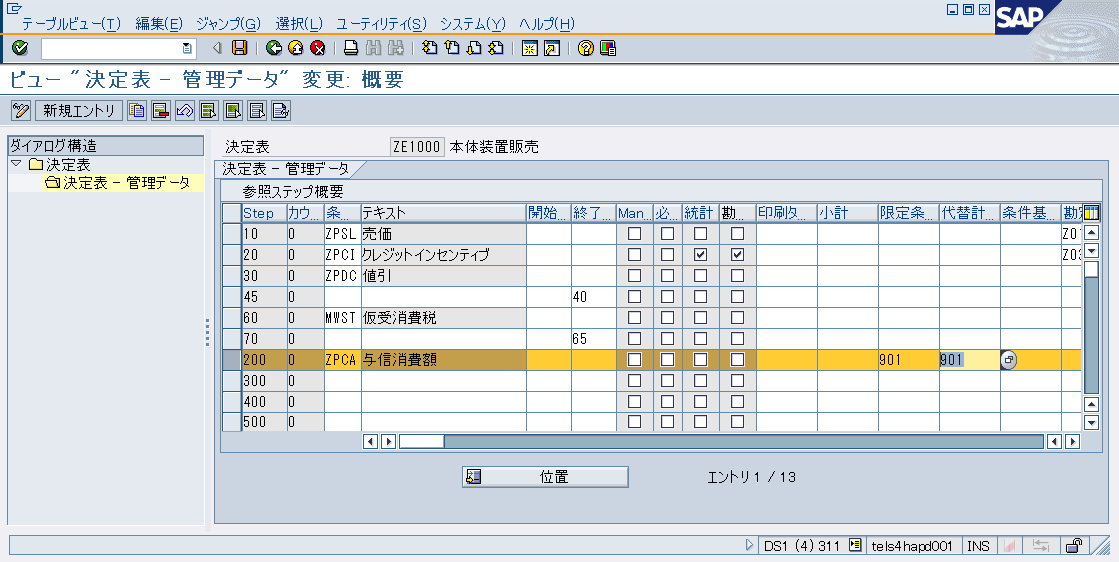 テーブルビュー(T) 編集(E) ジャンプ(G) 選択(L) ユーティリティ(S) システム(Y) ヘルプ(H)
SAP
ビュー "決定表 - 管理データ" 変更: 概要
新規エントリ
ダイアログ構造
決定表
決定表 - 管理データ
決定表 ZE1000 本体装置販売
決定表 - 管理データ
参照ステップ概要
Step カウ... 条... テキスト 開始... 終了... Man... 必... 統計 勘... 印刷タ... 小計 限定条... 代替計... 条件基... 勘定
10 0 ZPSL 売価 Z01
20 0 ZPCI クレジットインセンティブ Z03
30 0 ZPDC 値引
45 0 40
60 0 MWST 仮受消費税
70 0 65
200 0 ZPCA 与信消費額 901 901
300 0
400 0
500 0
位置 エントリ 1 / 13
DS1 (4) 311 tels4hapd001 INS